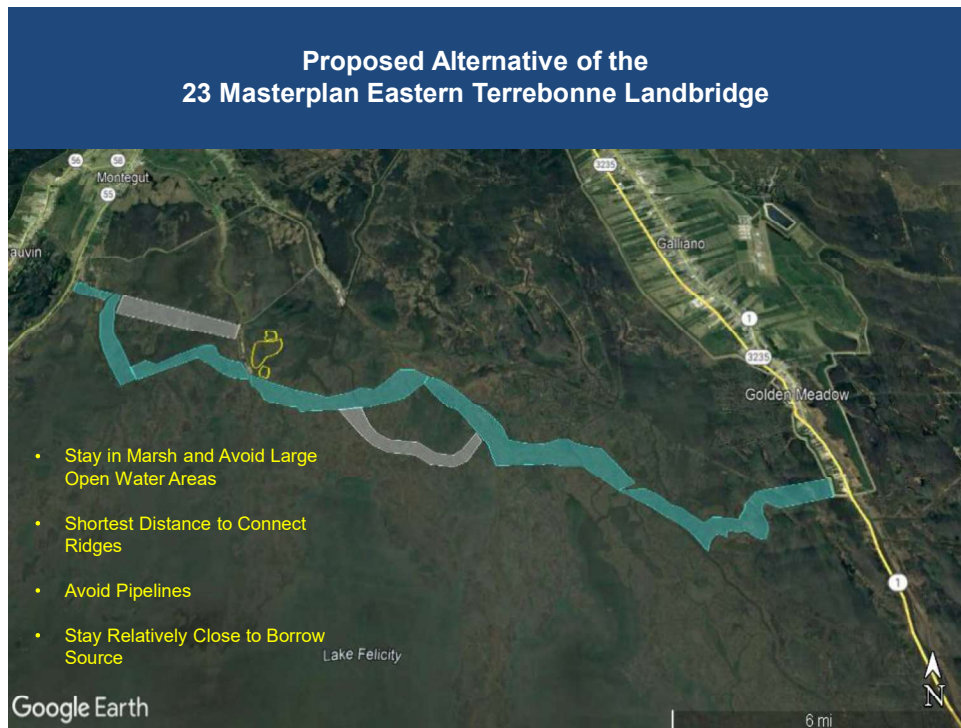 Proposed Alternative of the
23 Masterplan Eastern Terrebonne Landbridge
56
58
Montegut
55
auvin
3235
Galliano
1
3235
Golden Meadow
• Stay in Marsh and Avoid Large
Open Water Areas
• Shortest Distance to Connect
Ridges
• Avoid Pipelines
• Stay Relatively Close to Borrow
Source
1
Lake Felicity
N
Google Earth
6 mi